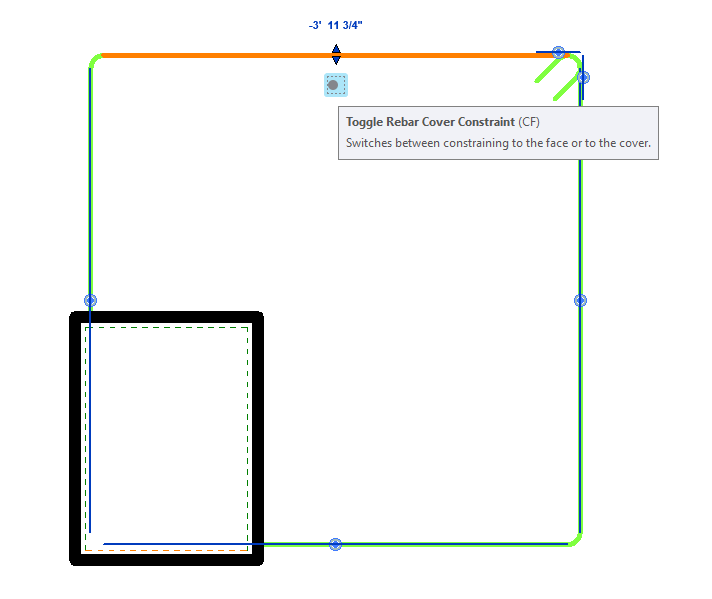 -3'  11 3/4"
Toggle Rebar Cover Constraint (CF)
Switches between constraining to the face or to the cover.